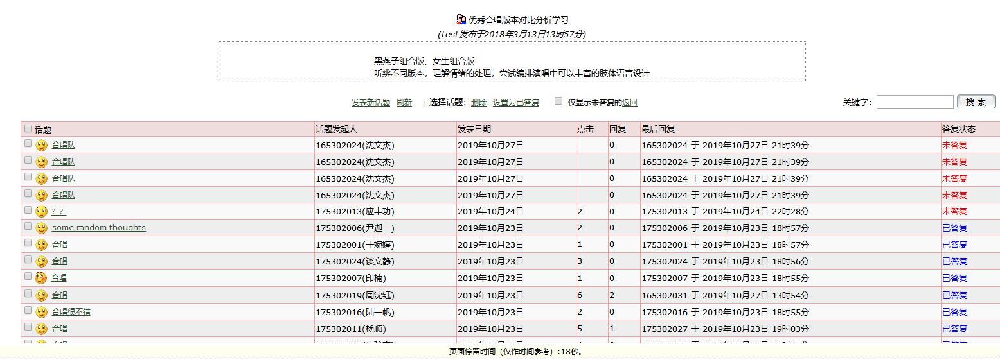 优秀合唱版本对比分析学习
(test发布于2018年3月13日13时57分)
黑燕子组合版、女生组合版
听辨不同版本，理解情绪的处理，尝试编排演唱中可以丰富的肢体语言设计
发表新话题 刷新 | 选择话题：删除 设置为已答复 仅显示未答复的返回 关键字： 搜 索
话题 话题发起人 发表日期 点击 回复 最后回复 答复状态
合唱队 165302024(沈文杰) 2019年10月27日 0 165302024 于 2019年10月27日 21时39分 未答复
合唱队 165302024(沈文杰) 2019年10月27日 0 165302024 于 2019年10月27日 21时39分 未答复
合唱队 165302024(沈文杰) 2019年10月27日 0 165302024 于 2019年10月27日 21时39分 未答复
合唱队 165302024(沈文杰) 2019年10月27日 0 165302024 于 2019年10月27日 21时39分 未答复
？？ 175302013(应丰功) 2019年10月24日 2 0 175302013 于 2019年10月24日 22时28分 未答复
some random thoughts 175302006(尹迦一) 2019年10月23日 2 0 175302006 于 2019年10月23日 18时57分 已答复
合唱 175302001(于婉婷) 2019年10月23日 1 0 175302001 于 2019年10月23日 18时57分 已答复
合唱 175302024(谈文静) 2019年10月23日 3 0 175302024 于 2019年10月23日 18时56分 已答复
合唱 175302007(印楠) 2019年10月23日 1 0 175302007 于 2019年10月23日 18时55分 已答复
合唱 175302019(周沈钰) 2019年10月23日 6 2 165302031 于 2019年10月27日 13时54分 已答复
合唱很不错 175302016(陆一帆) 2019年10月23日 2 0 175302016 于 2019年10月23日 18时55分 已答复
合唱 175302011(杨顺) 2019年10月23日 5 1 175302027 于 2019年10月23日 19时03分 已答复
页面停留时间（仅作时间参考）:18秒。